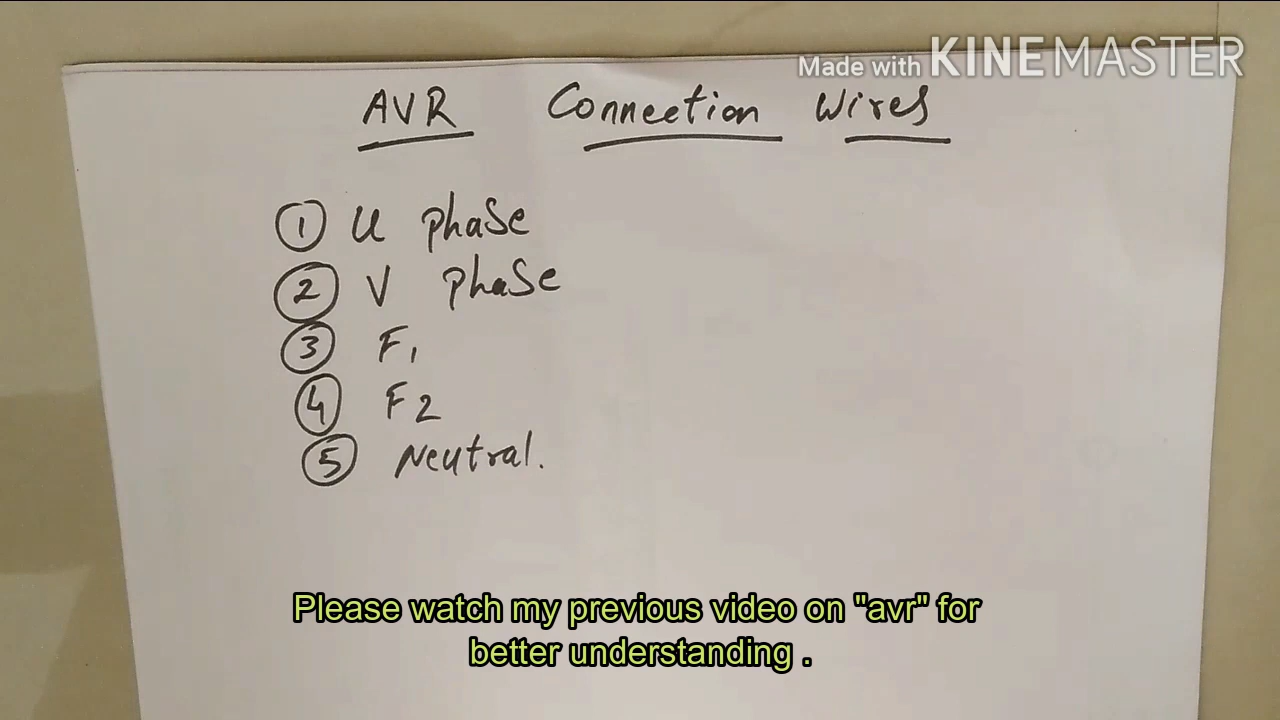 Made with KINEMASTER
AVR Connection Wires
1 U phase
2 V phase
3 F1
4 F2
5 Neutral.
Please watch my previous video on "avr" for
better understanding .